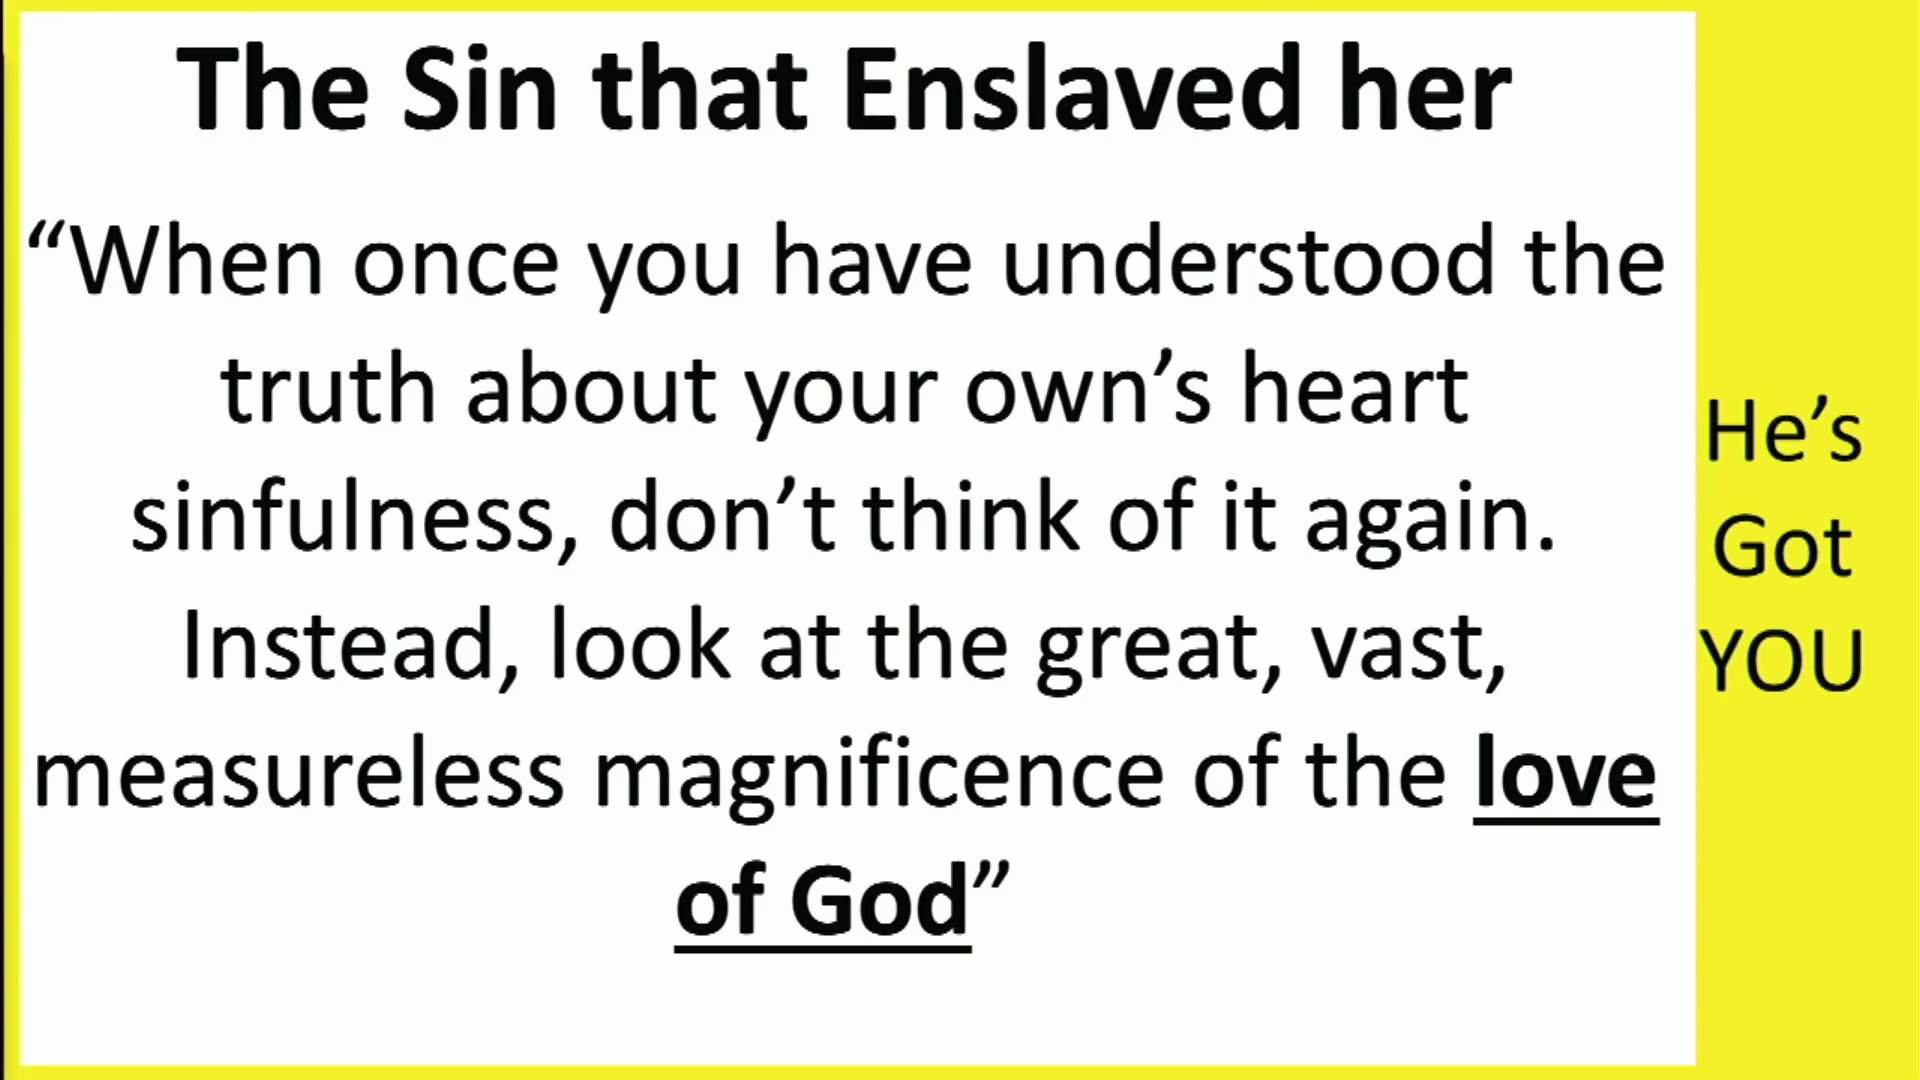 The Sin that Enslaved her
“When once you have understood the
truth about your own’s heart
sinfulness, don’t think of it again.
Instead, look at the great, vast,
measureless magnificence of the love
of God”
He’s
Got
YOU